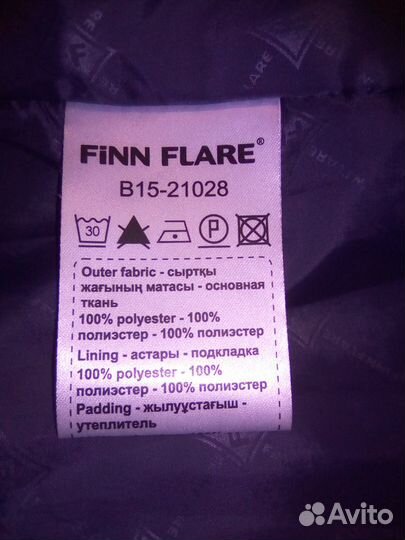 FiNN FLARE®
B15-21028
30 P
Outer fabric - сыртқы
жағының матасы - основная
ткань
100% polyester - 100%
полиэстер - 100% полиэстер
Lining - астары - подкладка
100% polyester - 100%
полиэстер - 100% полиэстер
Padding - жылуұстағыш -
утеплитель
Avito